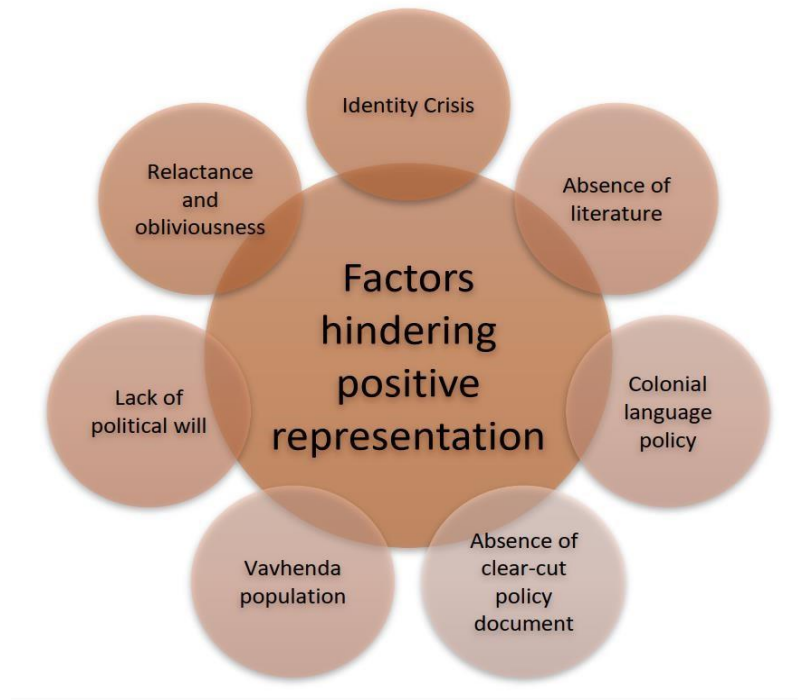 Identity Crisis
Absence of
literature
Colonial
language
policy
Absence of
clear-cut
policy
document
Vavhenda
population
Lack of
political will
Relactance
and
obliviousness
Factors
hindering
positive
representation